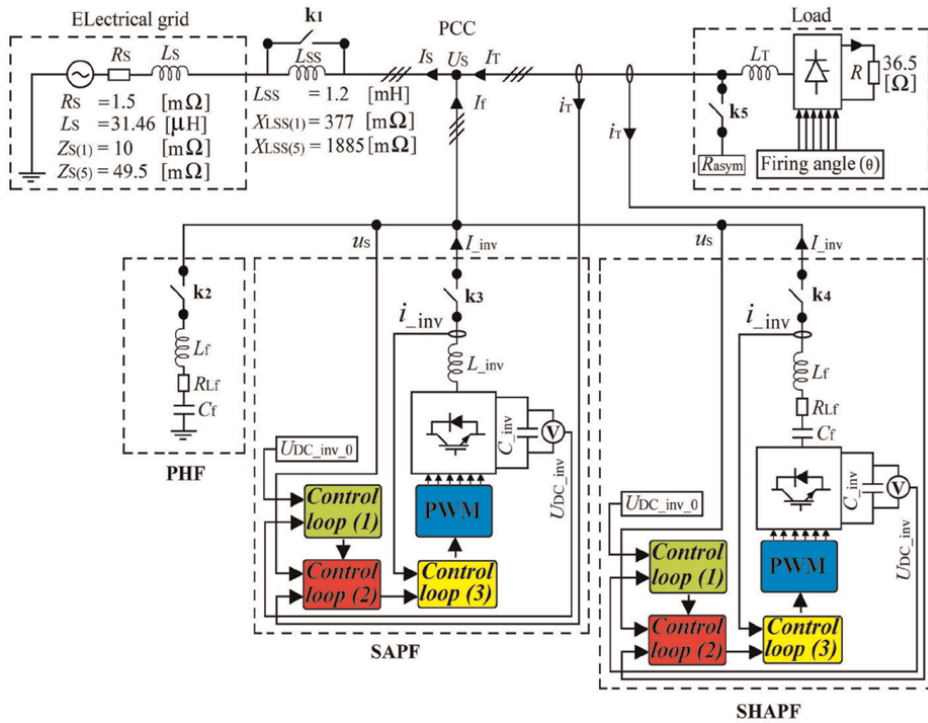 ELectrical grid
RS
LS
RS =1.5 [mΩ]
LS =31.46 [μH]
ZS(1) =10 [mΩ]
ZS(5) =49.5 [mΩ]
k1
LSS
LSS = 1.2 [mH]
XLSS(1) = 377 [mΩ]
XLSS(5) = 1885 [mΩ]
PCC
IS
US
IT
If
iT
iT
Load
LT
R
36.5
[Ω]
k5
Rasym
Firing angle (θ)
uS
I_inv
uS
I_inv
k2
Lf
RLf
Cf
PHF
k3
i_inv
L_inv
C_inv
V
UDC_inv
UDC_inv_0
Control
loop (1)
PWM
Control
loop (2)
Control
loop (3)
SAPF
k4
i_inv
Lf
RLf
Cf
C_inv
V
UDC_inv
UDC_inv_0
Control
loop (1)
PWM
Control
loop (2)
Control
loop (3)
SHAPF